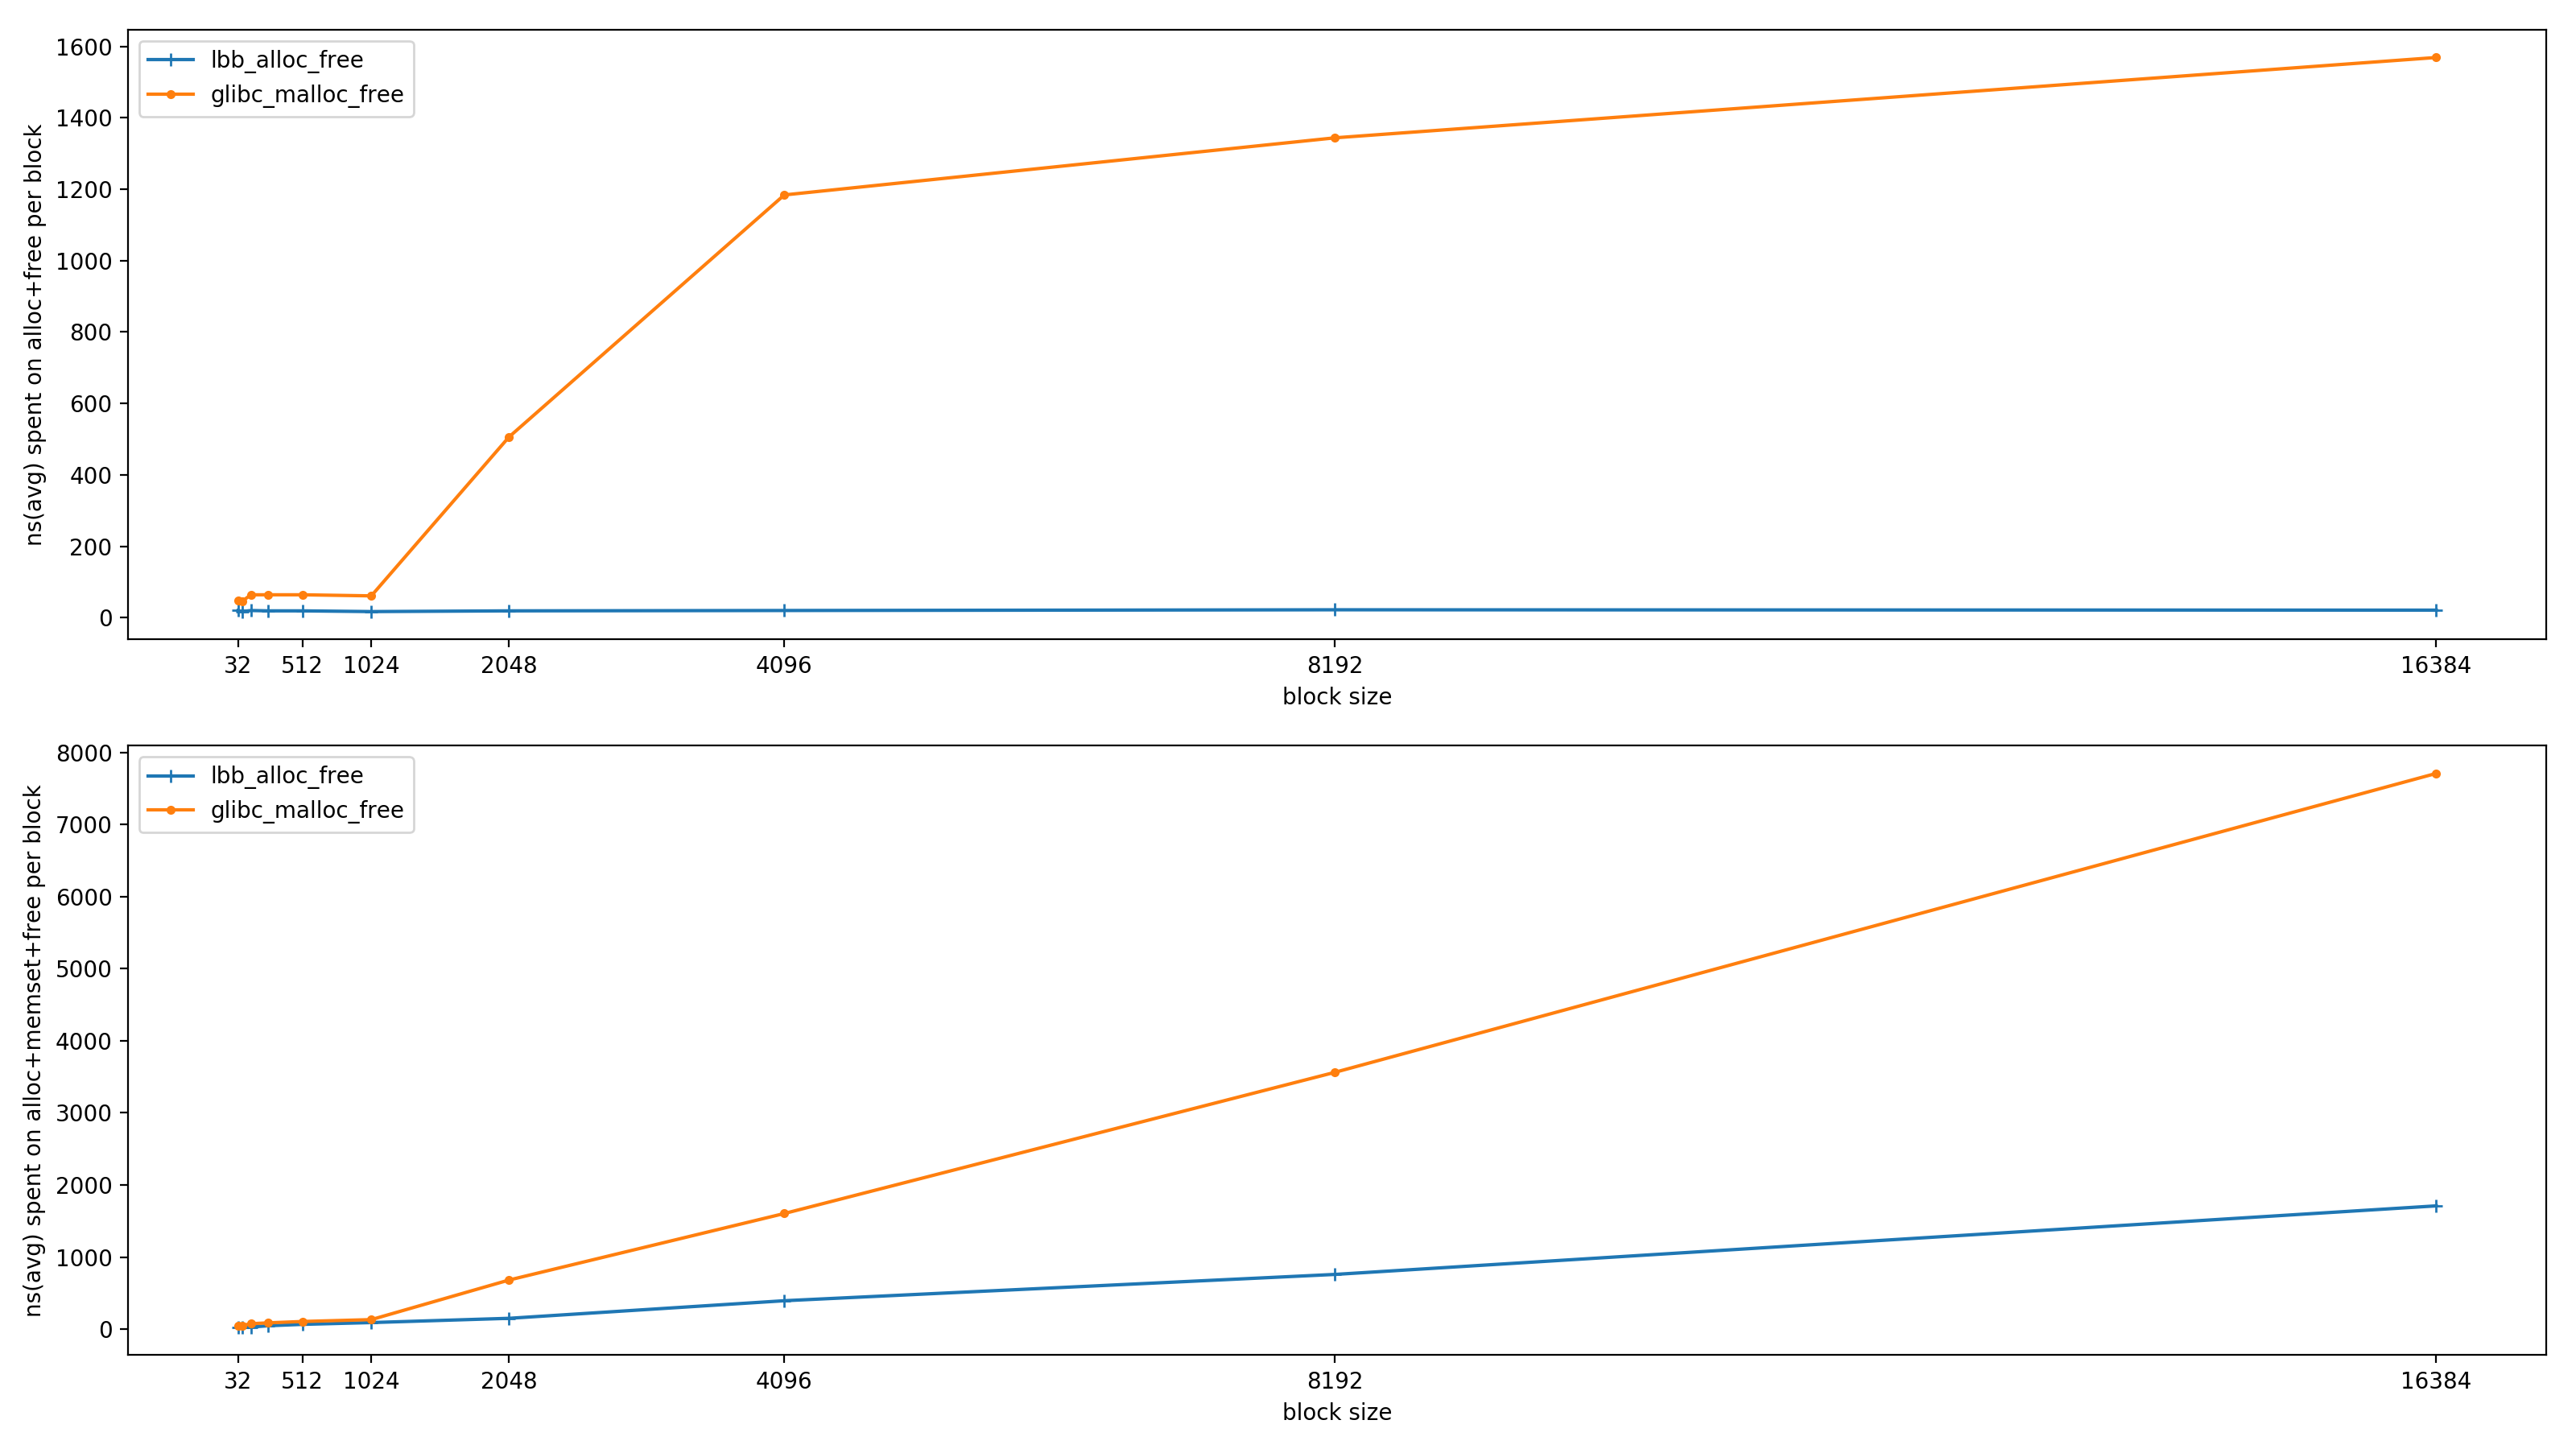 ns(avg) spent on alloc+free per block
1600
1400
1200
1000
800
600
400
200
0
lbb_alloc_free
glibc_malloc_free
32 512 1024 2048 4096 8192 16384
block size
ns(avg) spent on alloc+memset+free per block
8000
7000
6000
5000
4000
3000
2000
1000
0
lbb_alloc_free
glibc_malloc_free
32 512 1024 2048 4096 8192 16384
block size